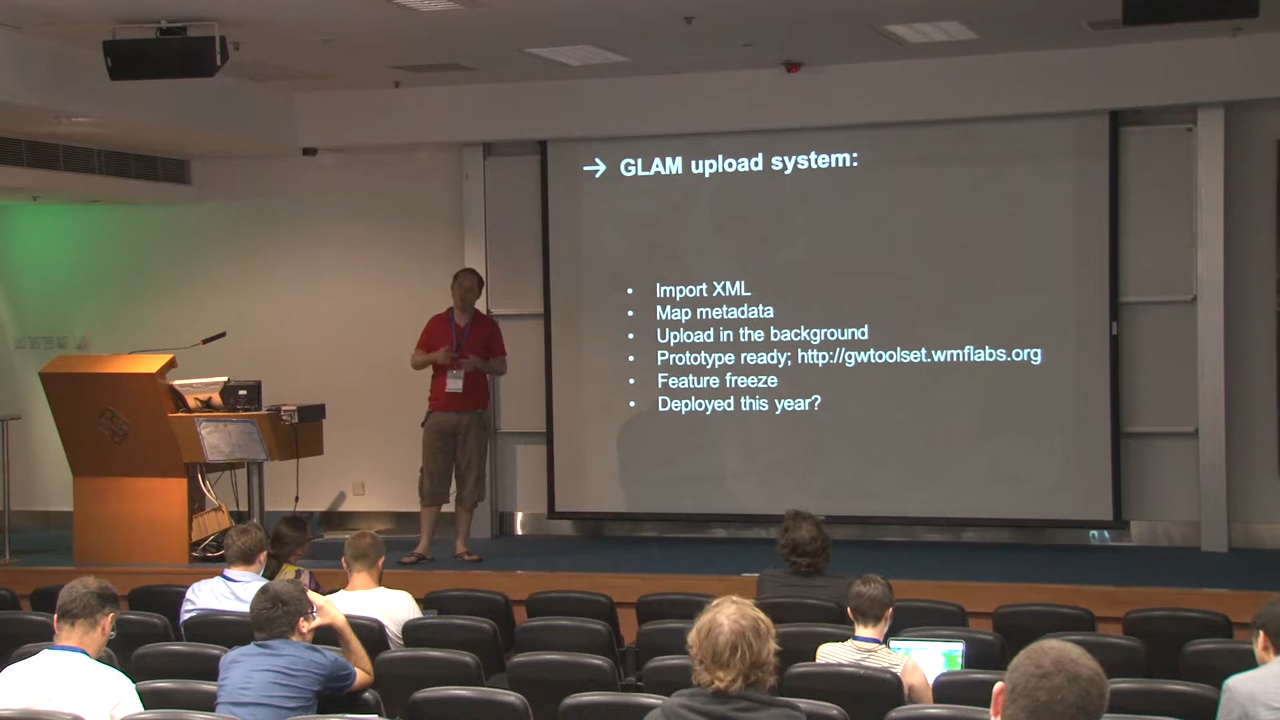 → GLAM upload system:
• Import XML
• Map metadata
• Upload in the background
• Prototype ready; http://gwtoolset.wmflabs.org
• Feature freeze
• Deployed this year?